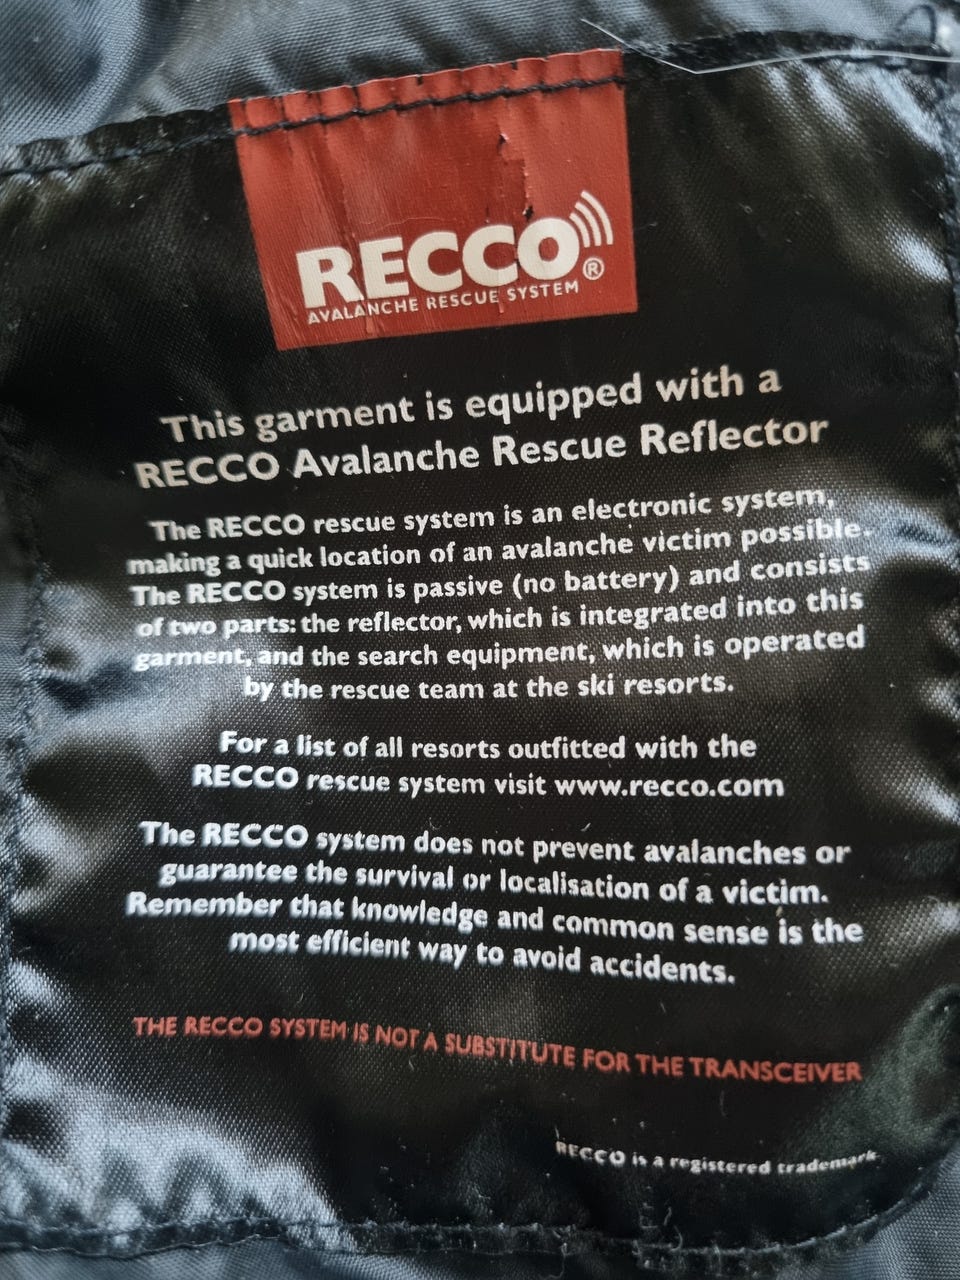 RECCO®
AVALANCHE RESCUE SYSTEM
This garment is equipped with a
RECCO Avalanche Rescue Reflector
The RECCO rescue system is an electronic system,
making a quick location of an avalanche victim possible.
The RECCO system is passive (no battery) and consists
of two parts: the reflector, which is integrated into this
garment, and the search equipment, which is operated
by the rescue team at the ski resorts.
For a list of all resorts outfitted with the
RECCO rescue system visit www.recco.com
The RECCO system does not prevent avalanches or
guarantee the survival or localisation of a victim.
Remember that knowledge and common sense is the
most efficient way to avoid accidents.
THE RECCO SYSTEM IS NOT A SUBSTITUTE FOR THE TRANSCEIVER
RECCO is a registered trademark.